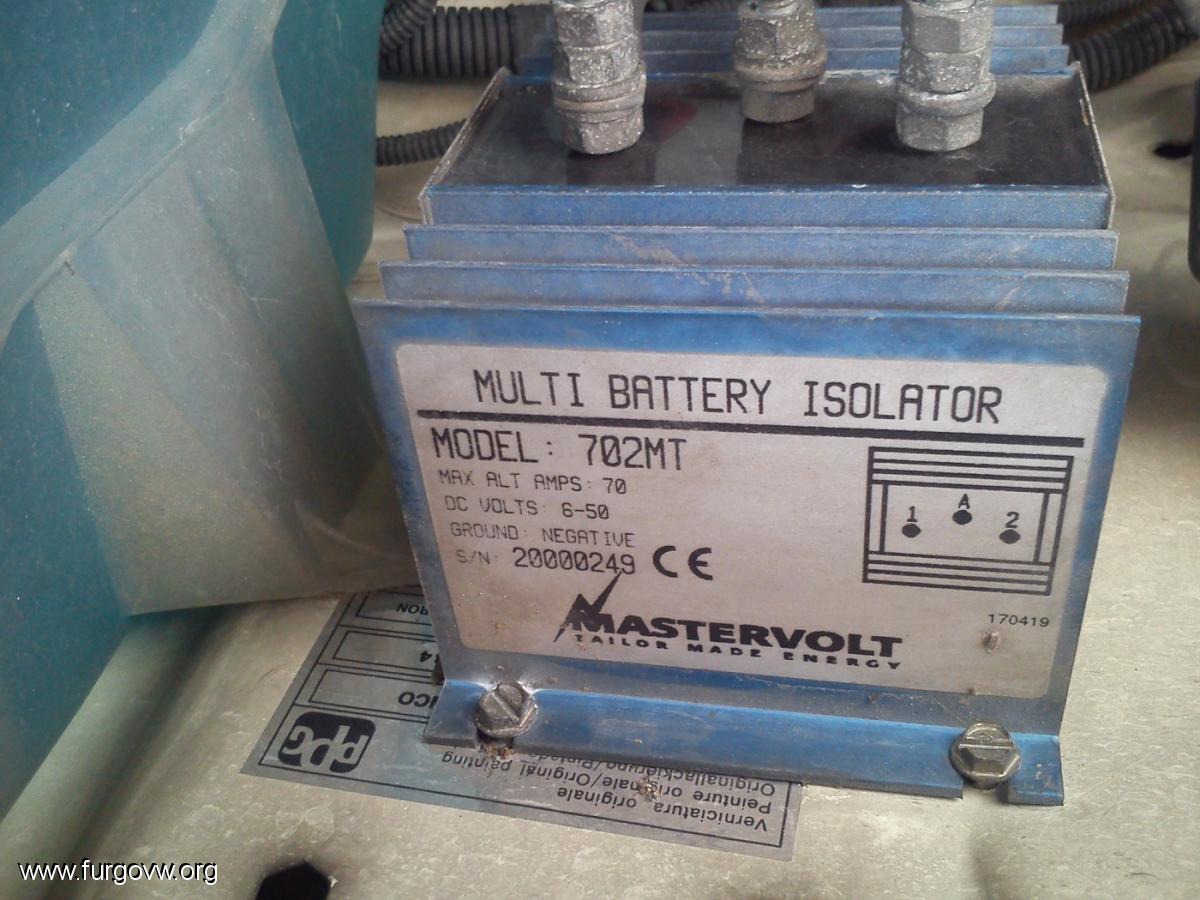 MULTI BATTERY ISOLATOR
MODEL: 702MT
MAX ALT AMPS: 70
DC VOLTS: 6-50
GROUND: NEGATIVE
S/N: 20000249 CE
1 A 2
170419
MASTERVOLT
TAILOR MADE ENERGY
PPG
Verniciatura originale
Peinture originale/Original painting
Originallackierung/
www.furgovw.org